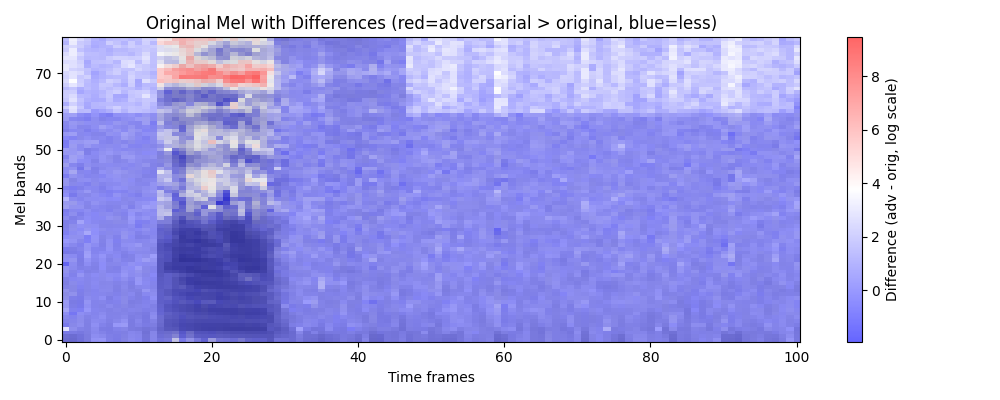 Original Mel with Differences (red=adversarial > original, blue=less)
Mel bands
70
60
50
40
30
20
10
0
0 20 40 60 80 100
Time frames
8
6
4
2
0
Difference (adv - orig, log scale)